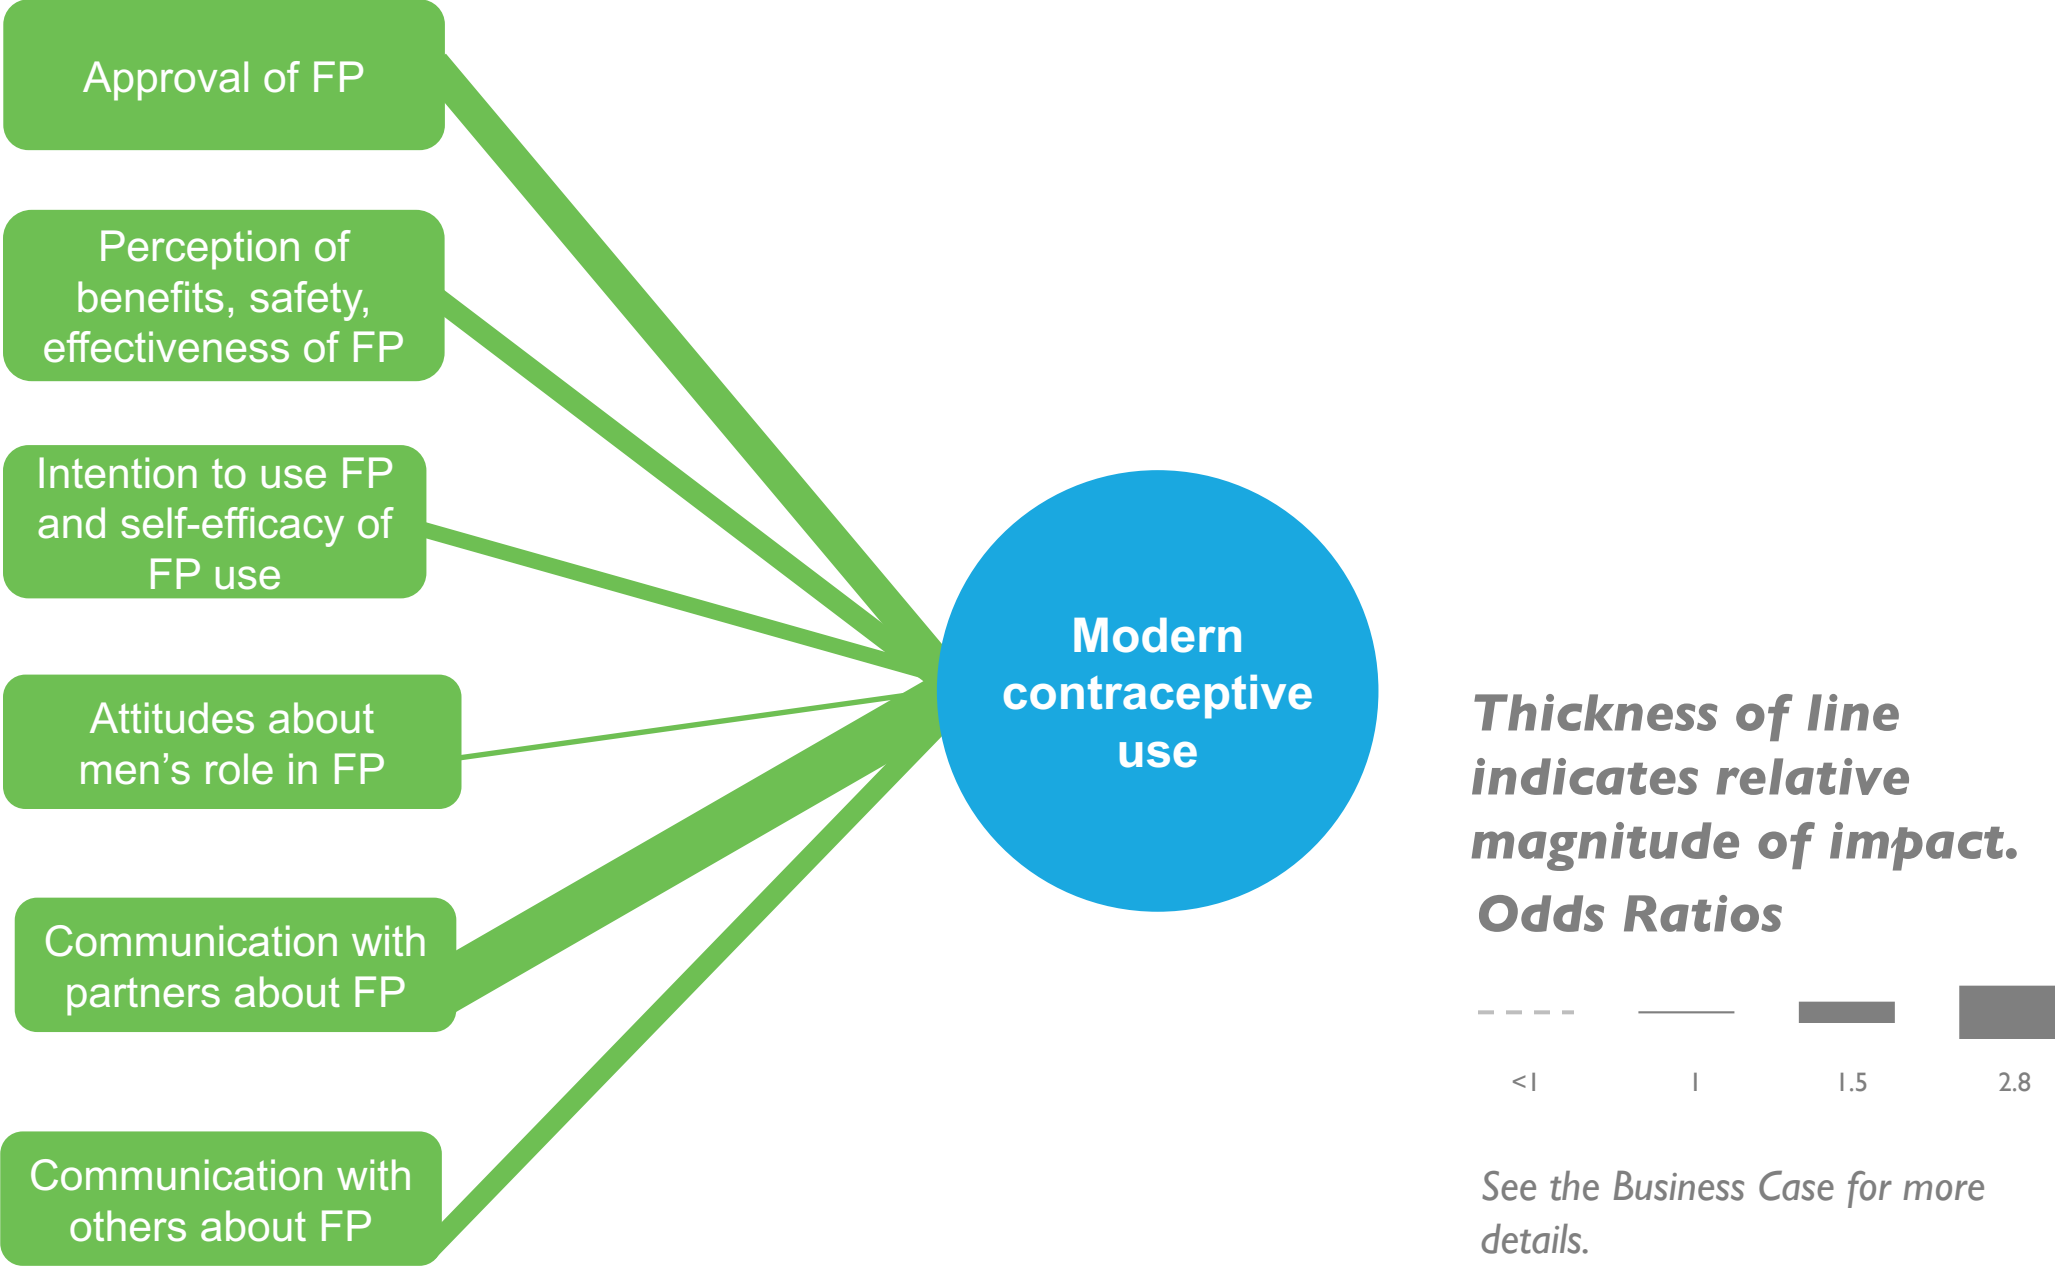 Approval of FP
Perception of
benefits, safety,
effectiveness of FP
Intention to use FP
and self-efficacy of
FP use
Attitudes about
men’s role in FP
Communication with
partners about FP
Communication with
others about FP
Modern
contraceptive
use
Thickness of line
indicates relative
magnitude of impact.
Odds Ratios
<1 1 1.5 2.8
See the Business Case for more
details.